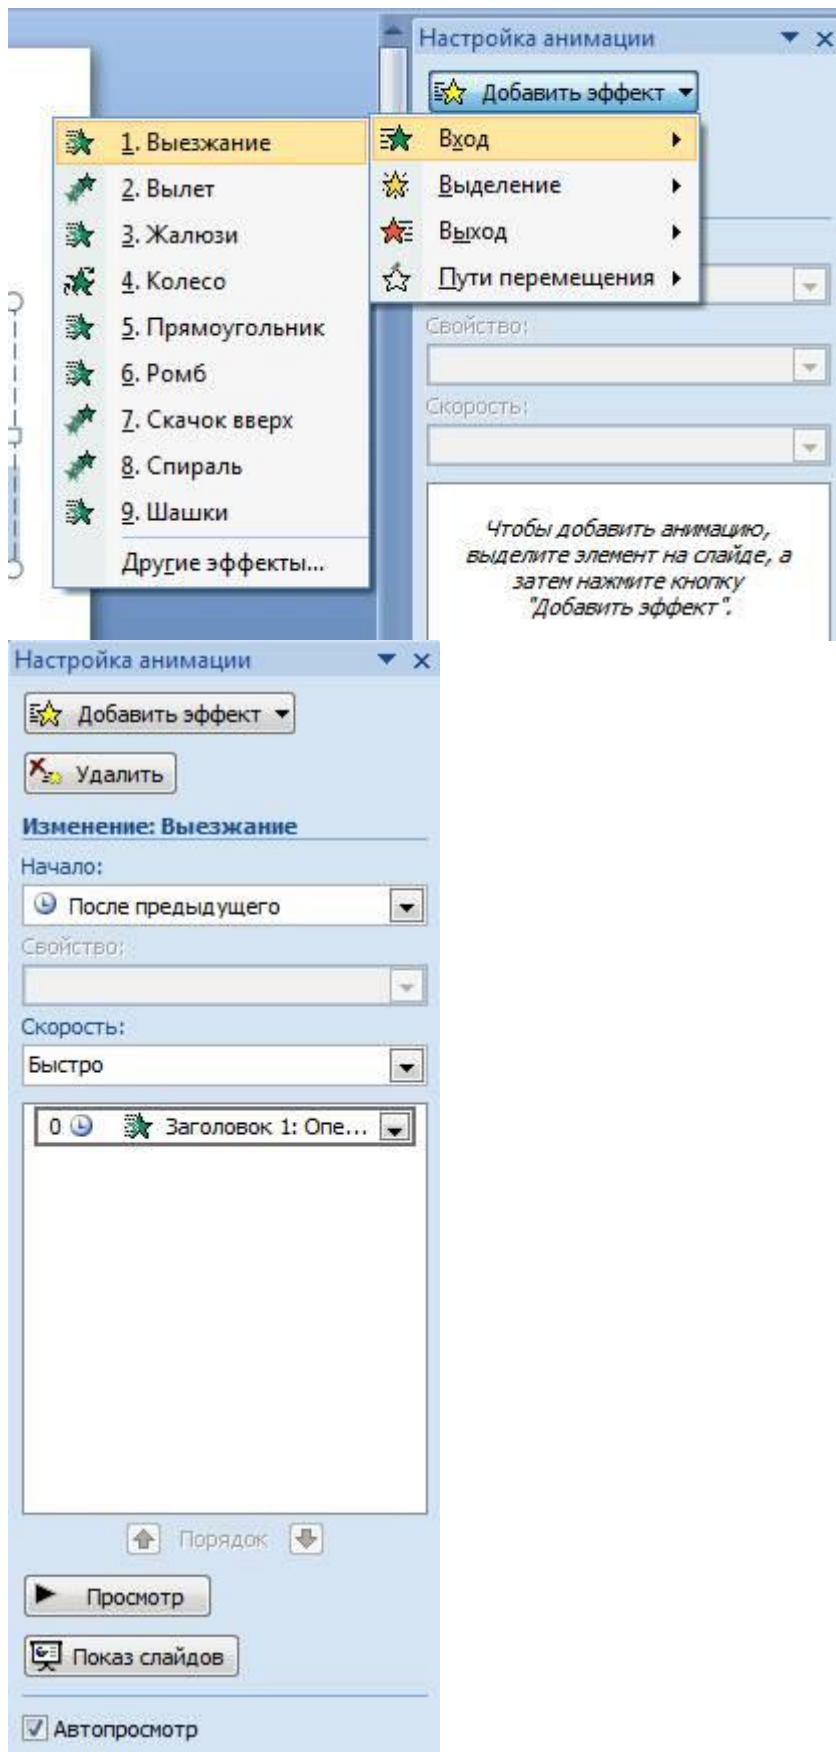 Настройка анимации
Добавить эффект
Вход
Выделение
Выход
Пути перемещения
1. Выезжание
2. Вылет
3. Жалюзи
4. Колесо
5. Прямоугольник
6. Ромб
7. Скачок вверх
8. Спираль
9. Шашки
Другие эффекты...
Свойство:
Скорость:
Чтобы добавить анимацию,
выделите элемент на слайде, а
затем нажмите кнопку
"Добавить эффект".
Настройка анимации
Добавить эффект
Удалить
Изменение: Выезжание
Начало:
После предыдущего
Свойство:
Скорость:
Быстро
0 Заголовок 1: Опе...
Порядок
Просмотр
Показ слайдов
Автопросмотр